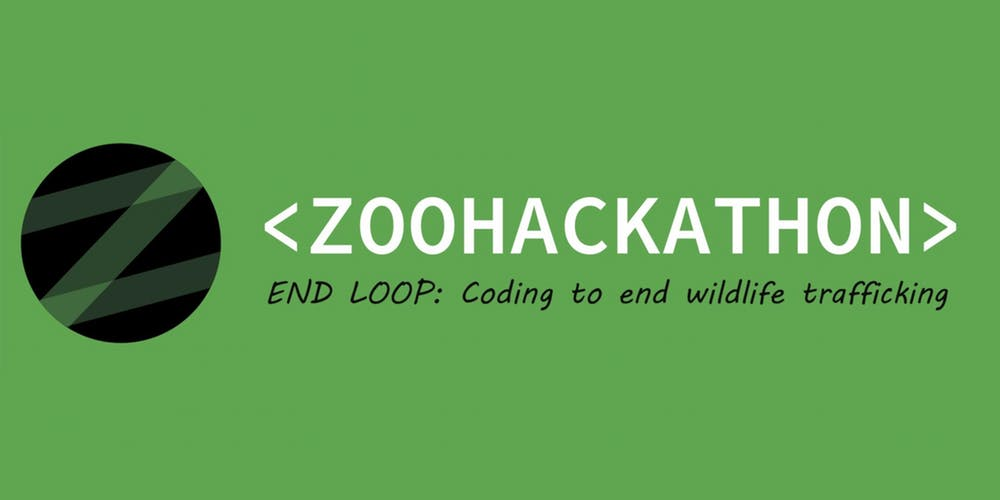 <ZOOHACKATHON>
END LOOP: Coding to end wildlife trafficking